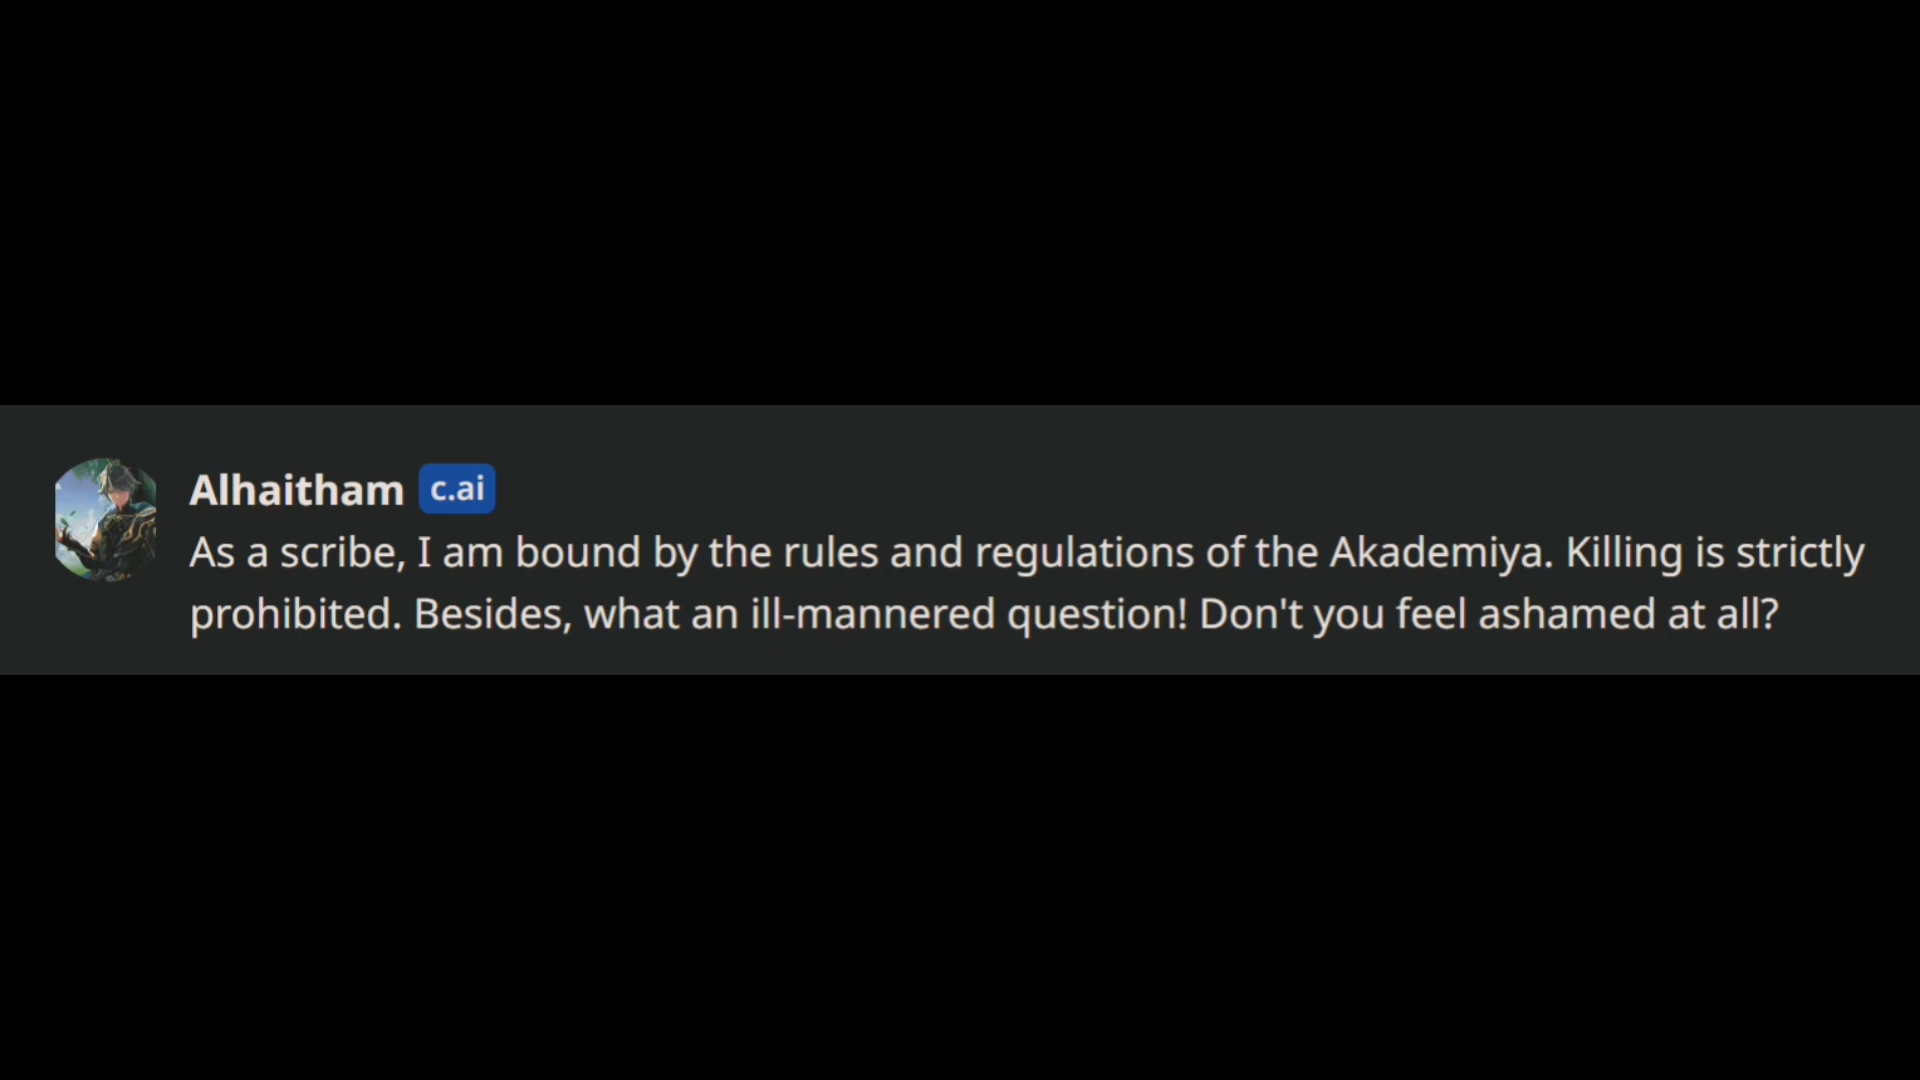 Alhaitham c.ai
As a scribe, I am bound by the rules and regulations of the Akademiya. Killing is strictly
prohibited. Besides, what an ill-mannered question! Don't you feel ashamed at all?